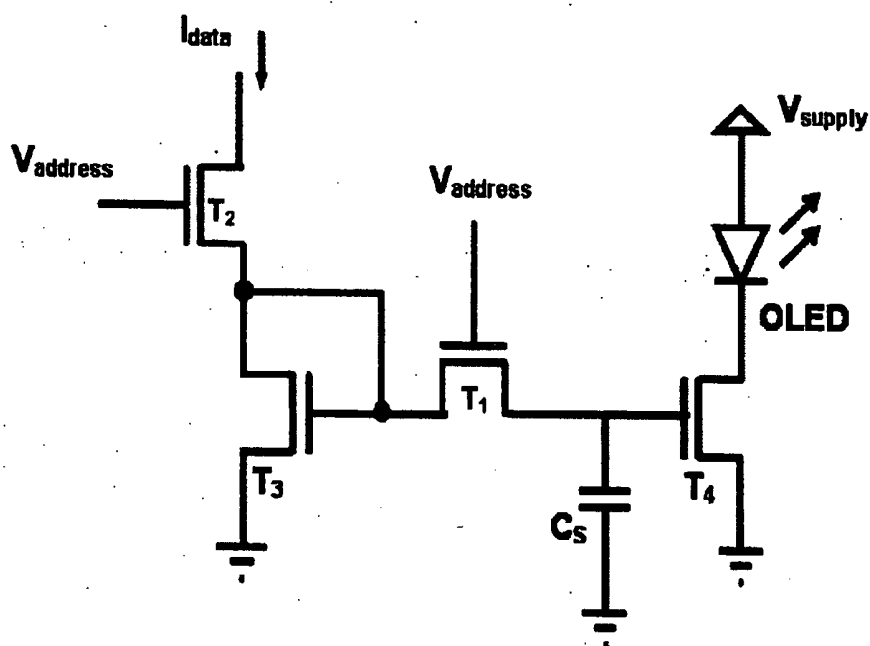 Idata
Vsupply
Vaddress
Vaddress
T2
OLED
T1
T3
T4
CS